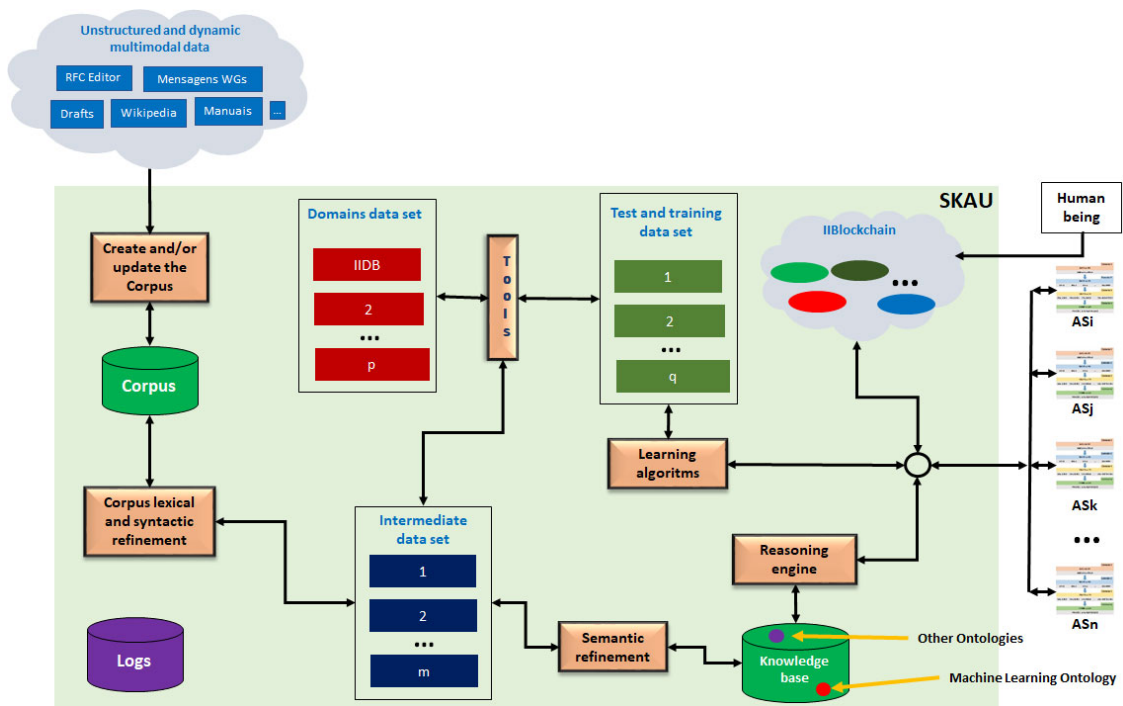 Unstructured and dynamic
multimodal data
RFC Editor
Mensagens WGs
Drafts
Wikipedia
Manuais
...
SKAU
Human
being
Create and/or
update the
Corpus
Domains data set
IIDB
2
...
p
Tools
Test and training
data set
1
2
...
q
IIBlockchain
...
ASi
Corpus
ASj
Learning
algoritms
Corpus lexical
and syntactic
refinement
Intermediate
data set
1
2
...
m
ASk
...
Reasoning
engine
ASn
Logs
Semantic
refinement
Knowledge
base
Other Ontologies
Machine Learning Ontology